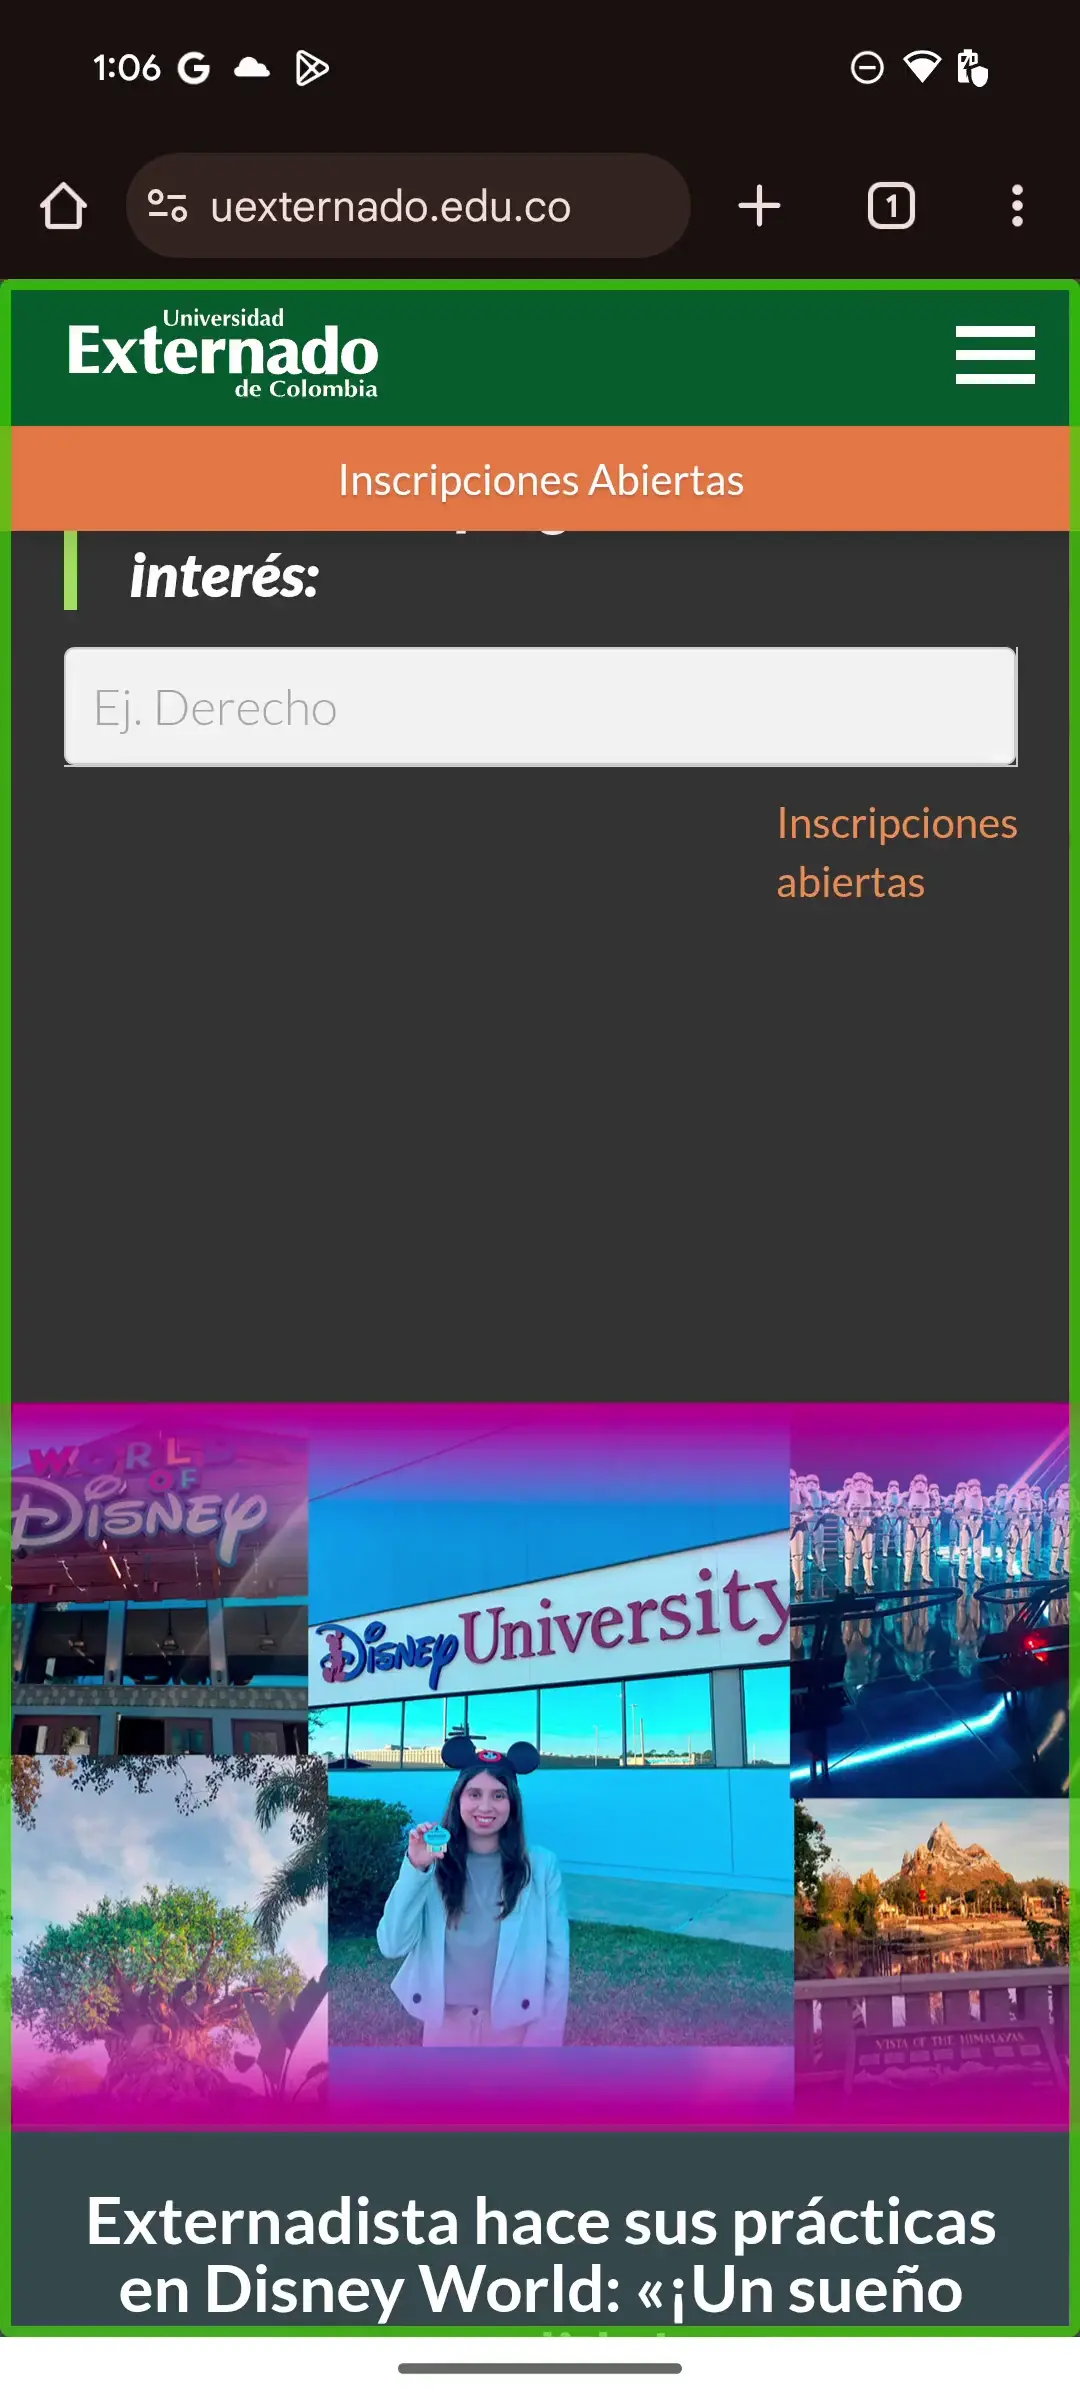 1:06
uexternado.edu.co
1
Universidad
Externado
de Colombia
Inscripciones Abiertas
interés:
Ej. Derecho
Inscripciones
abiertas
WORLD
OF
Disney
Disney University
VISTA OF THE HIMALAYAS
Externadista hace sus prácticas
en Disney World: «¡Un sueño